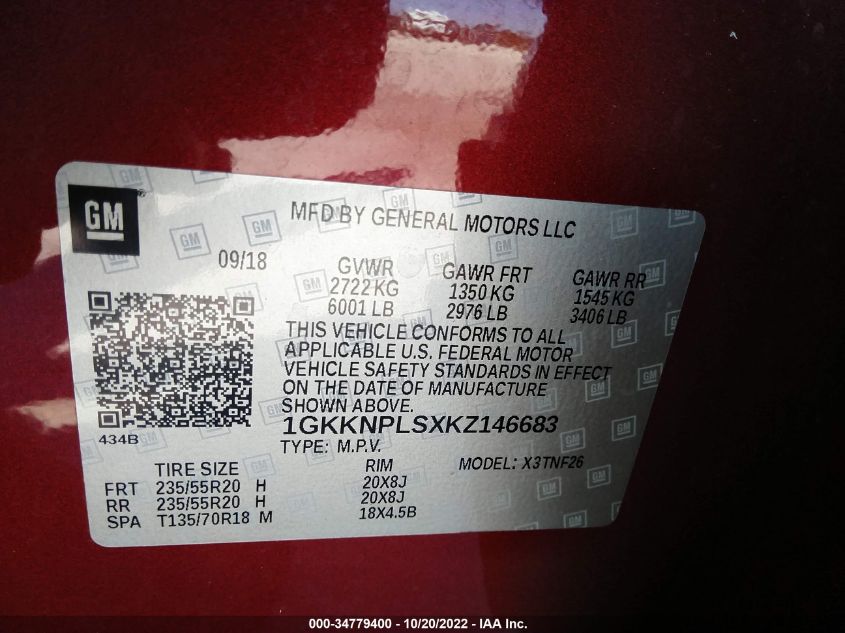 GM
MFD BY GENERAL MOTORS LLC
09/18
GVWR GAWR FRT GAWR RR
2722 KG 1350 KG 1545 KG
6001 LB 2976 LB 3406 LB
THIS VEHICLE CONFORMS TO ALL
APPLICABLE U.S. FEDERAL MOTOR
VEHICLE SAFETY STANDARDS IN EFFECT
ON THE DATE OF MANUFACTURE
SHOWN ABOVE.
434B
1GKKNPLSXKZ146683
TYPE: M.P.V.
TIRE SIZE RIM MODEL: X3TNF26
FRT 235/55R20 H 20X8J
RR 235/55R20 H 20X8J
SPA T135/70R18 M 18X4.5B
000-34779400 - 10/20/2022 - IAA Inc.